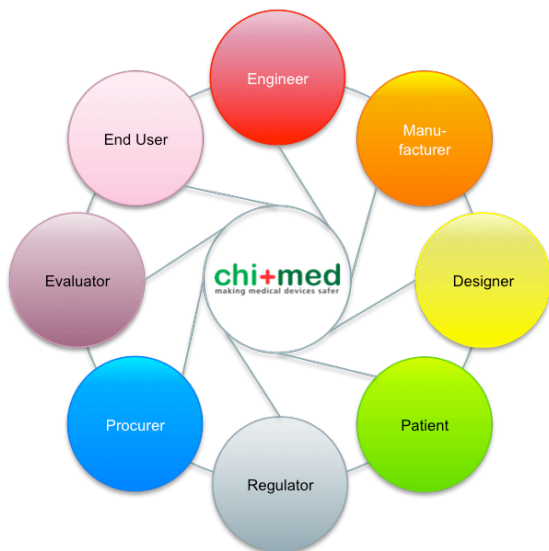 Engineer
Manu-
facturer
Designer
Patient
Regulator
Procurer
Evaluator
End User
chi+med
making medical devices safer